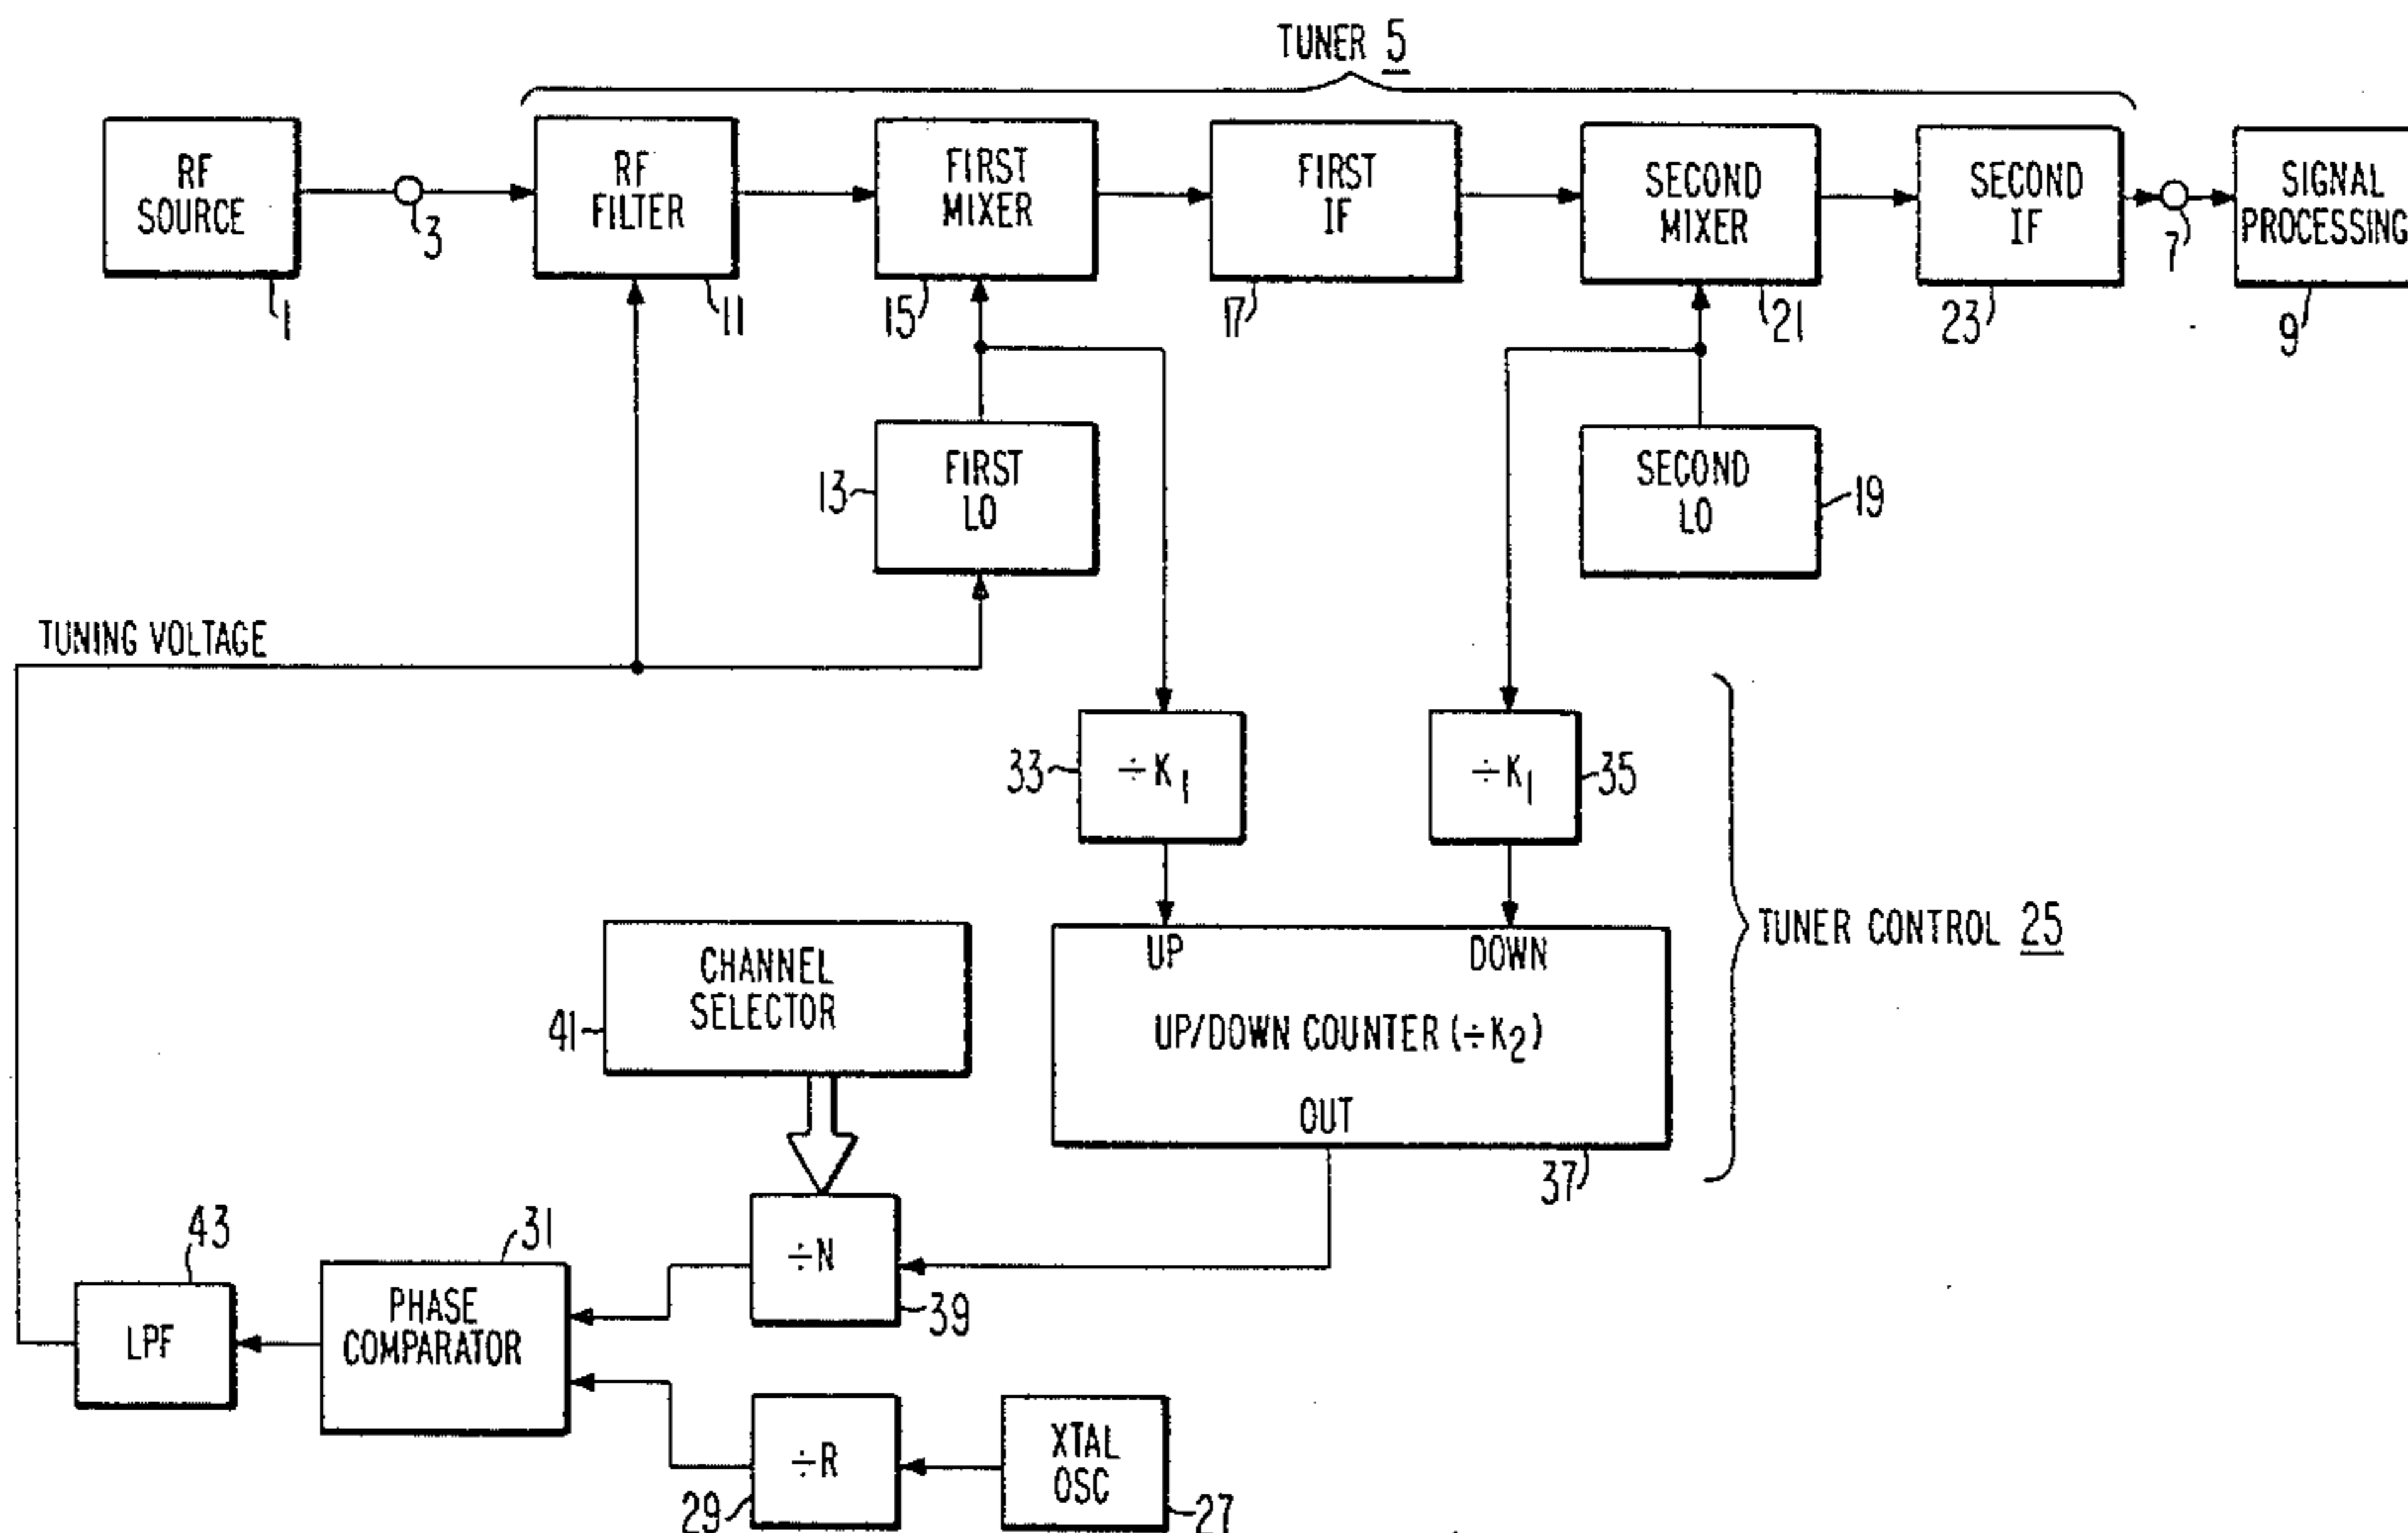 TUNER 5
RF
SOURCE
1
3
RF
FILTER
11
FIRST
MIXER
15
FIRST
IF
17
SECOND
MIXER
21
SECOND
IF
23
7
SIGNAL
PROCESSING
9
FIRST
LO
13
SECOND
LO
19
TUNING VOLTAGE
33
÷K1
÷K1
35
TUNER CONTROL 25
CHANNEL
SELECTOR
41
UP
DOWN
UP/DOWN COUNTER (÷K2)
OUT
37
43
LPF
31
PHASE
COMPARATOR
÷N
39
÷R
29
XTAL
OSC
27